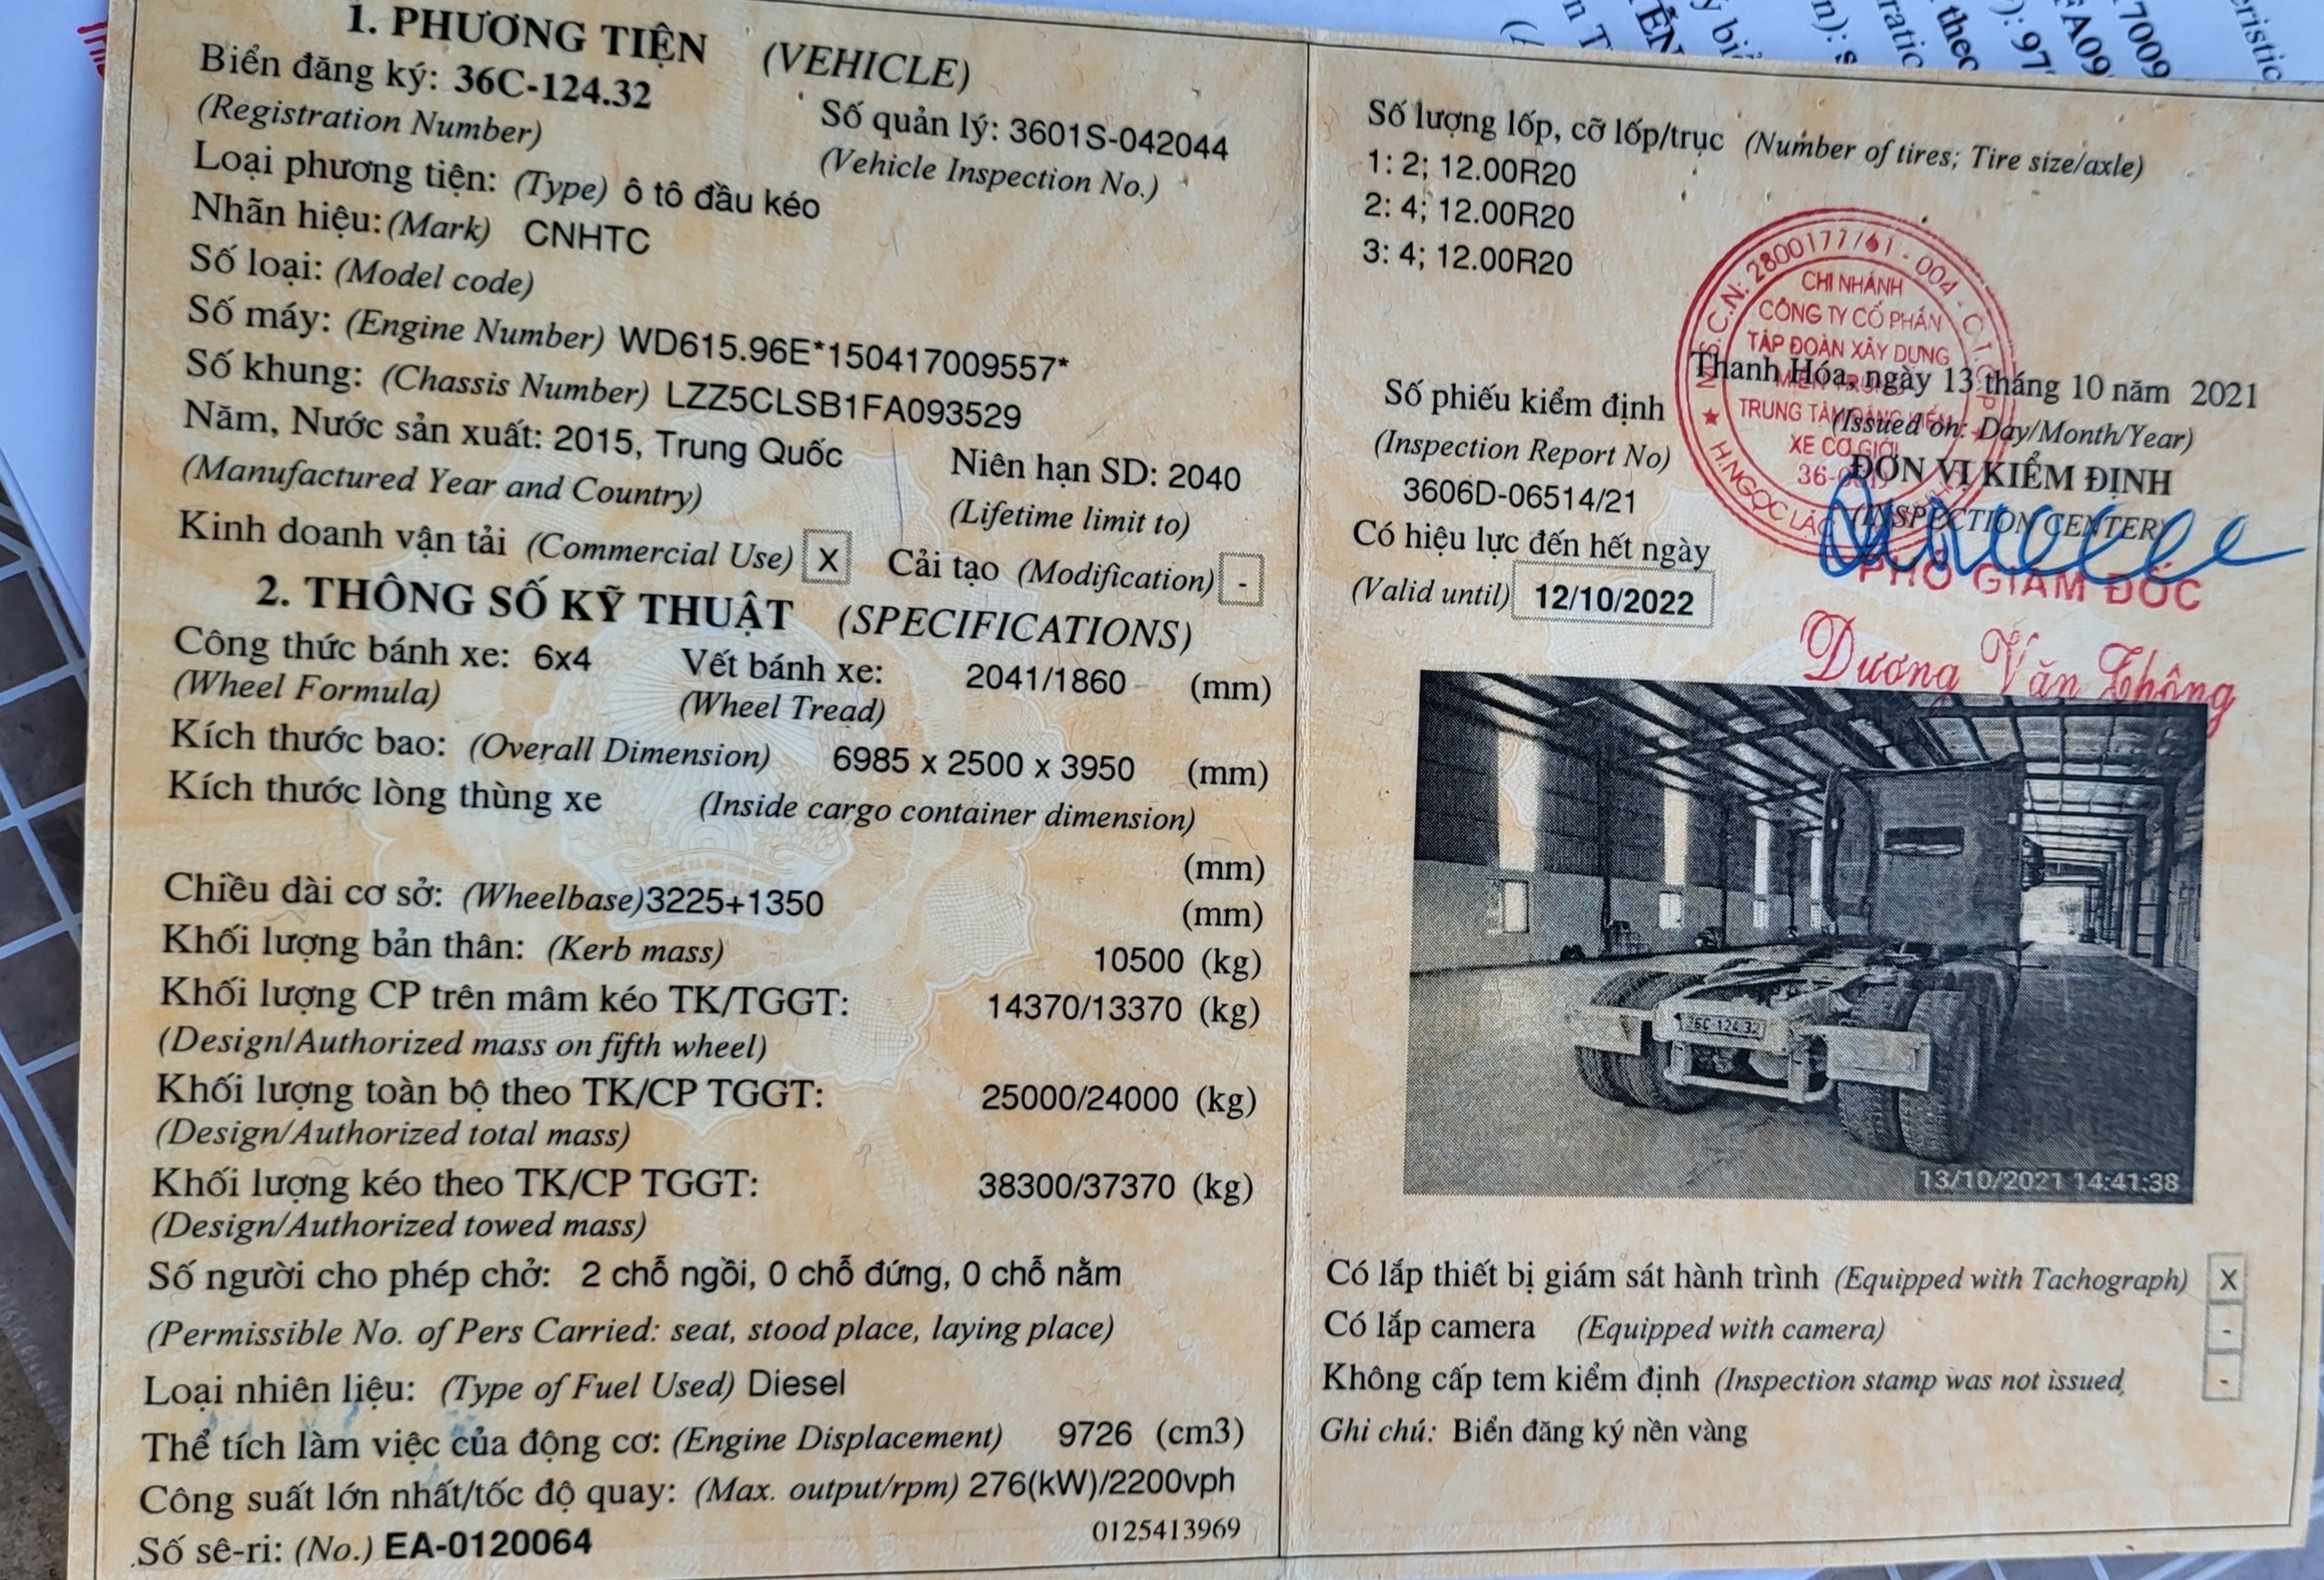 1. PHƯƠNG TIỆN (VEHICLE)
Biển đăng ký: 36C-124.32
Số quản lý: 3601S-042044
(Registration Number)
(Vehicle Inspection No.)
Loại phương tiện: (Type) ô tô đầu kéo
Nhãn hiệu: (Mark) CNHTC
Số loại: (Model code)
Số máy: (Engine Number) WD615.96E*150417009557*
Số khung: (Chassis Number) LZZ5CLSB1FA093529
Năm, Nước sản xuất: 2015, Trung Quốc
Niên hạn SD: 2040
(Manufactured Year and Country)
(Lifetime limit to)
Kinh doanh vận tải (Commercial Use) X Cải tạo (Modification) -
2. THÔNG SỐ KỸ THUẬT (SPECIFICATIONS)
Công thức bánh xe: 6x4 Vết bánh xe: 2041/1860 (mm)
(Wheel Formula) (Wheel Tread)
Kích thước bao: (Overall Dimension) 6985 x 2500 x 3950 (mm)
Kích thước lòng thùng xe (Inside cargo container dimension)
(mm)
Chiều dài cơ sở: (Wheelbase)3225+1350 (mm)
Khối lượng bản thân: (Kerb mass) 10500 (kg)
Khối lượng CP trên mâm kéo TK/TGGT: 14370/13370 (kg)
(Design/Authorized mass on fifth wheel)
Khối lượng toàn bộ theo TK/CP TGGT: 25000/24000 (kg)
(Design/Authorized total mass)
Khối lượng kéo theo TK/CP TGGT: 38300/37370 (kg)
(Design/Authorized towed mass)
Số người cho phép chở: 2 chỗ ngồi, 0 chỗ đứng, 0 chỗ nằm
(Permissible No. of Pers Carried: seat, stood place, laying place)
Loại nhiên liệu: (Type of Fuel Used) Diesel
Thể tích làm việc của động cơ: (Engine Displacement) 9726 (cm3)
Công suất lớn nhất/tốc độ quay: (Max. output/rpm) 276(kW)/2200vph
Số sê-ri: (No.) EA-0120064
0125413969
Số lượng lốp, cỡ lốp/trục (Number of tires; Tire size/axle)
1: 2; 12.00R20
2: 4; 12.00R20
3: 4; 12.00R20
CHI NHÁNH
CÔNG TY CỔ PHẦN
TẬP ĐOÀN XÂY DỰNG
MIỀN TRUNG
TRUNG TÂM ĐĂNG KIỂM
XE CƠ GIỚI
H.NGỌC LẶC
Thanh Hóa, ngày 13 tháng 10 năm 2021
(Issued on: Day/Month/Year)
Số phiếu kiểm định
(Inspection Report No)
3606D-06514/21
ĐƠN VỊ KIỂM ĐỊNH
(INSPECTION CENTER)
Có hiệu lực đến hết ngày
(Valid until) 12/10/2022
PHÓ GIÁM ĐỐC
Dương Văn Thông
36C-124.32
13/10/2021 14:41:38
Có lắp thiết bị giám sát hành trình (Equipped with Tachograph) X
Có lắp camera (Equipped with camera) -
Không cấp tem kiểm định (Inspection stamp was not issued -
Ghi chú: Biển đăng ký nền vàng